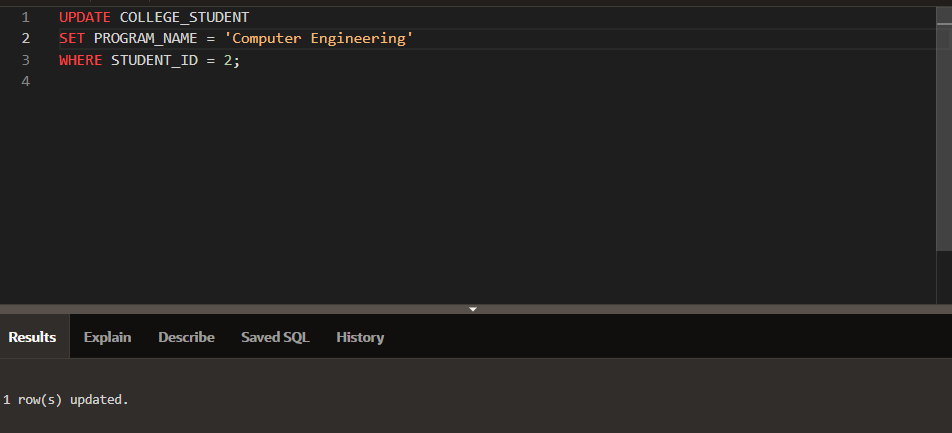 1 UPDATE COLLEGE_STUDENT
2 SET PROGRAM_NAME = 'Computer Engineering'
3 WHERE STUDENT_ID = 2;
4
Results Explain Describe Saved SQL History
1 row(s) updated.